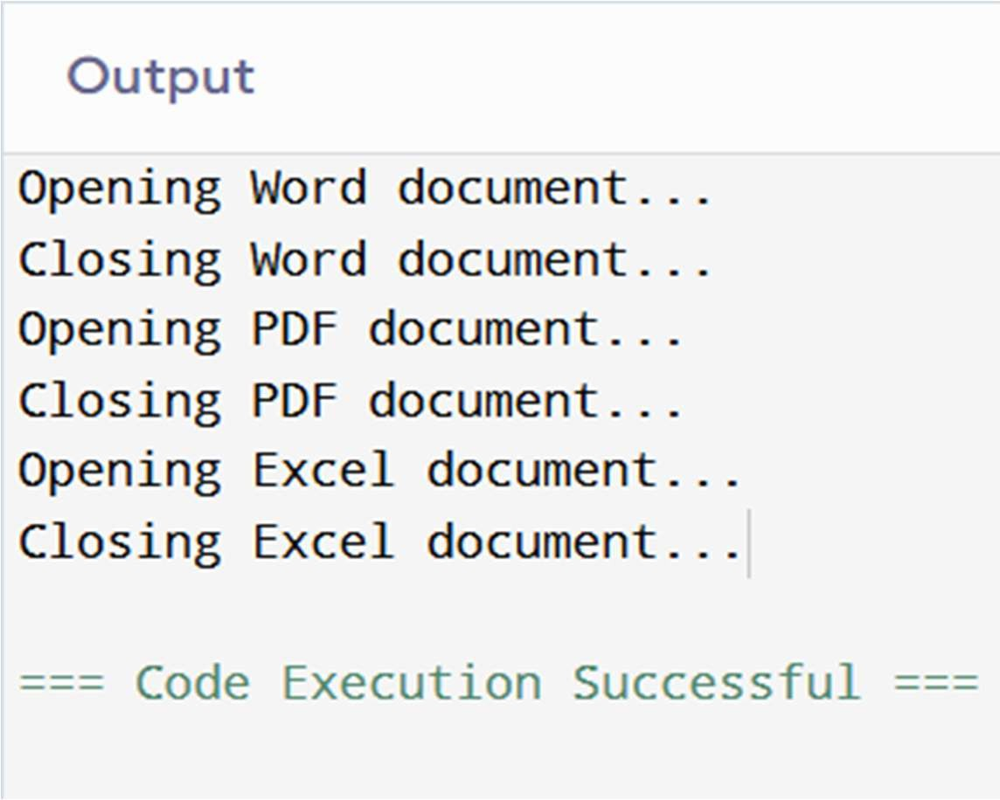 Output
Opening Word document...
Closing Word document...
Opening PDF document...
Closing PDF document...
Opening Excel document...
Closing Excel document...
=== Code Execution Successful ===